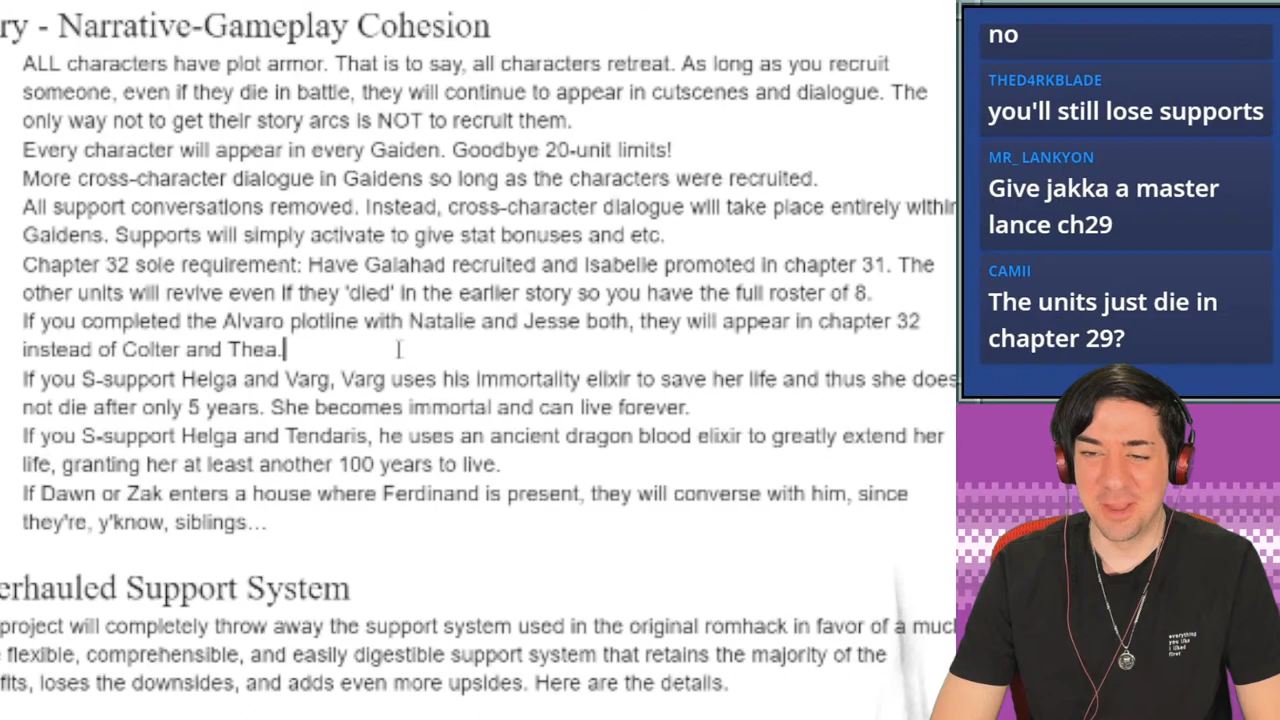 ry - Narrative-Gameplay Cohesion
ALL characters have plot armor. That is to say, all characters retreat. As long as you recruit
someone, even if they die in battle, they will continue to appear in cutscenes and dialogue. The
only way not to get their story arcs is NOT to recruit them.
Every character will appear in every Gaiden. Goodbye 20-unit limits!
More cross-character dialogue in Gaidens so long as the characters were recruited.
All support conversations removed. Instead, cross-character dialogue will take place entirely within
Gaidens. Supports will simply activate to give stat bonuses and etc.
Chapter 32 sole requirement: Have Galahad recruited and Isabelle promoted in chapter 31. The
other units will revive even if they 'died' in the earlier story so you have the full roster of 8.
If you completed the Alvaro plotline with Natalie and Jesse both, they will appear in chapter 32
instead of Colter and Thea.
If you S-support Helga and Varg, Varg uses his immortality elixir to save her life and thus she does
not die after only 5 years. She becomes immortal and can live forever.
If you S-support Helga and Tendaris, he uses an ancient dragon blood elixir to greatly extend her
life, granting her at least another 100 years to live.
If Dawn or Zak enters a house where Ferdinand is present, they will converse with him, since
they're, y'know, siblings…
erhauled Support System
project will completely throw away the support system used in the original romhack in favor of a muc
flexible, comprehensible, and easily digestible support system that retains the majority of the
fits, loses the downsides, and adds even more upsides. Here are the details.
no
THED4RKBLADE
you'll still lose supports
MR_LANKYON
Give jakka a master
lance ch29
CAMII
The units just die in
chapter 29?
everything
you like
I liked
first